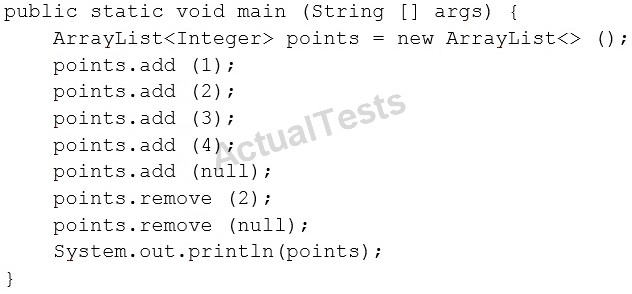 public static void main (String [] args) {
    ArrayList<Integer> points = new ArrayList<> ();
    points.add (1);
    points.add (2);
    points.add (3);
    points.add (4);
    points.add (null);
    points.remove (2);
    points.remove (null);
    System.out.println(points);
}
ActualTests